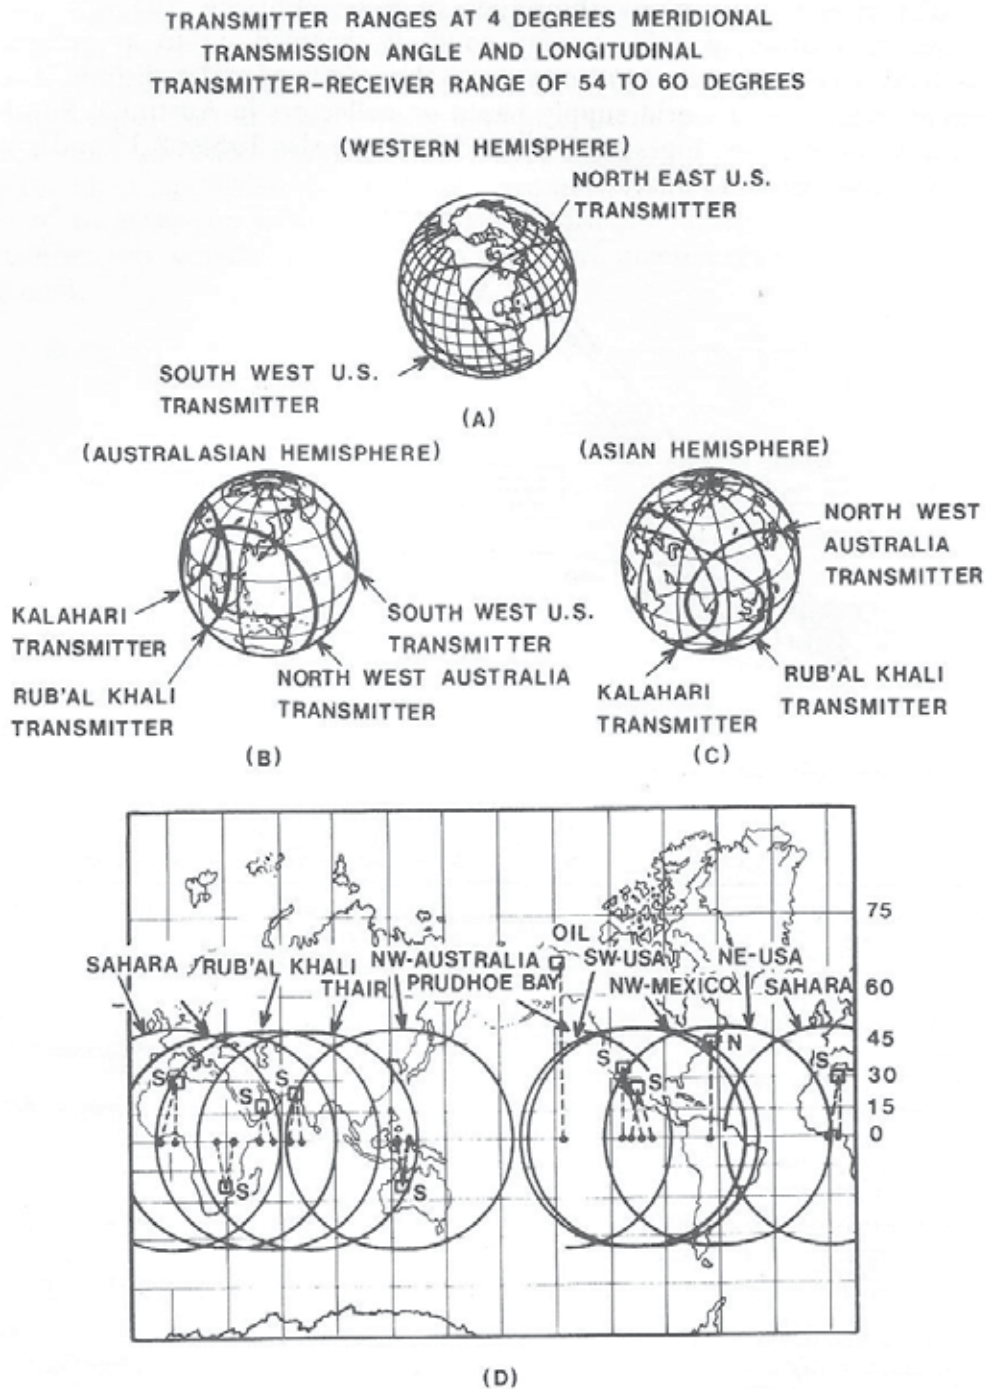 TRANSMITTER RANGES AT 4 DEGREES MERIDIONAL
TRANSMISSION ANGLE AND LONGITUDINAL
TRANSMITTER-RECEIVER RANGE OF 54 TO 60 DEGREES
(WESTERN HEMISPHERE)
NORTH EAST U.S.
TRANSMITTER
SOUTH WEST U.S.
TRANSMITTER
(A)
(AUSTRALASIAN HEMISPHERE)
KALAHARI
TRANSMITTER
RUB'AL KHALI
TRANSMITTER
SOUTH WEST U.S.
TRANSMITTER
NORTH WEST AUSTRALIA
TRANSMITTER
(B)
(ASIAN HEMISPHERE)
NORTH WEST
AUSTRALIA
TRANSMITTER
KALAHARI
TRANSMITTER
RUB'AL KHALI
TRANSMITTER
(C)
75
OIL
SAHARA
RUB'AL KHALI
THAIR
NW-AUSTRALIA
PRUDHOE BAY
SW-USA
NE-USA
NW-MEXICO
SAHARA
60
45
N
S
S
S
S
S
S
30
15
0
S
S
(D)